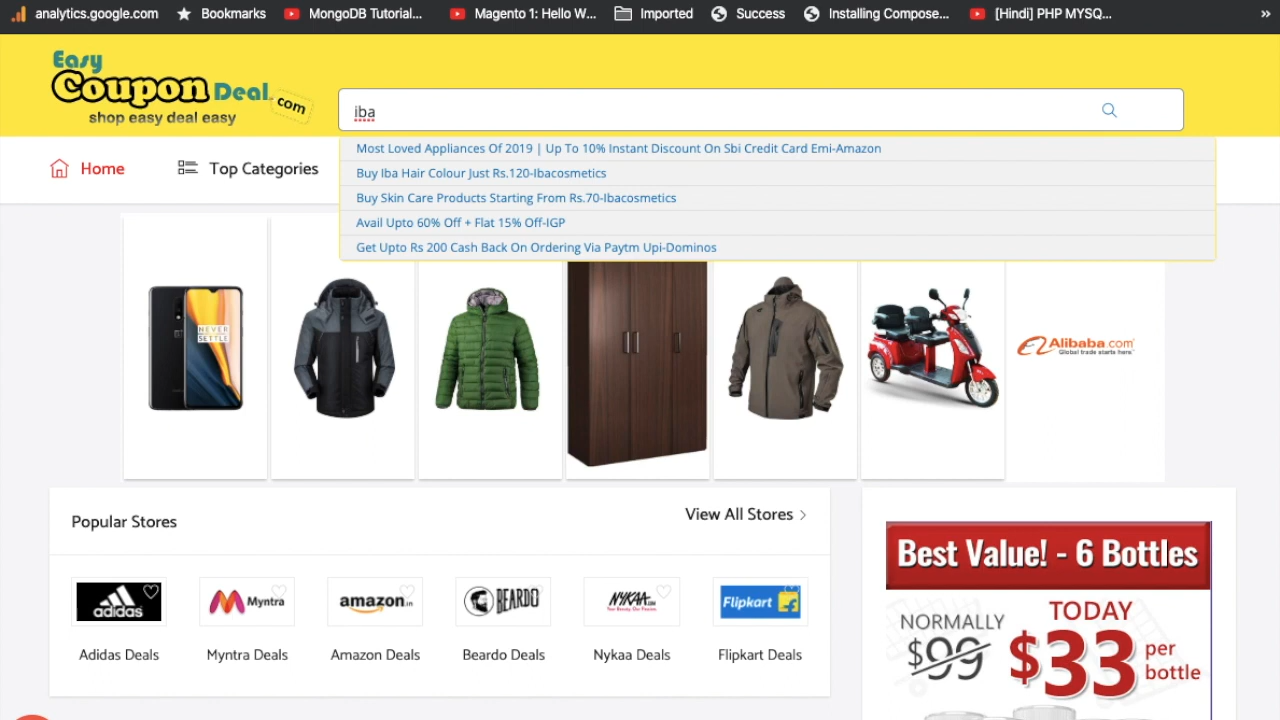 analytics.google.com Bookmarks MongoDB Tutorial... Magento 1: Hello W... Imported Success Installing Compose... [Hindi] PHP MYSQ... »
Easy
Coupon Deal .com
shop easy deal easy
iba
Most Loved Appliances Of 2019 | Up To 10% Instant Discount On Sbi Credit Card Emi-Amazon
Buy Iba Hair Colour Just Rs.120-Ibacosmetics
Buy Skin Care Products Starting From Rs.70-Ibacosmetics
Avail Upto 60% Off + Flat 15% Off-IGP
Get Upto Rs 200 Cash Back On Ordering Via Paytm Upi-Dominos
Home Top Categories
NEVER
SETTLE
Alibaba.com
Global trade starts here
Popular Stores
View All Stores
adidas Myntra amazon.in BEARDO NYKAA.COM Flipkart
Adidas Deals Myntra Deals Amazon Deals Beardo Deals Nykaa Deals Flipkart Deals
Best Value! - 6 Bottles
NORMALLY
$99
TODAY
$33 per
bottle